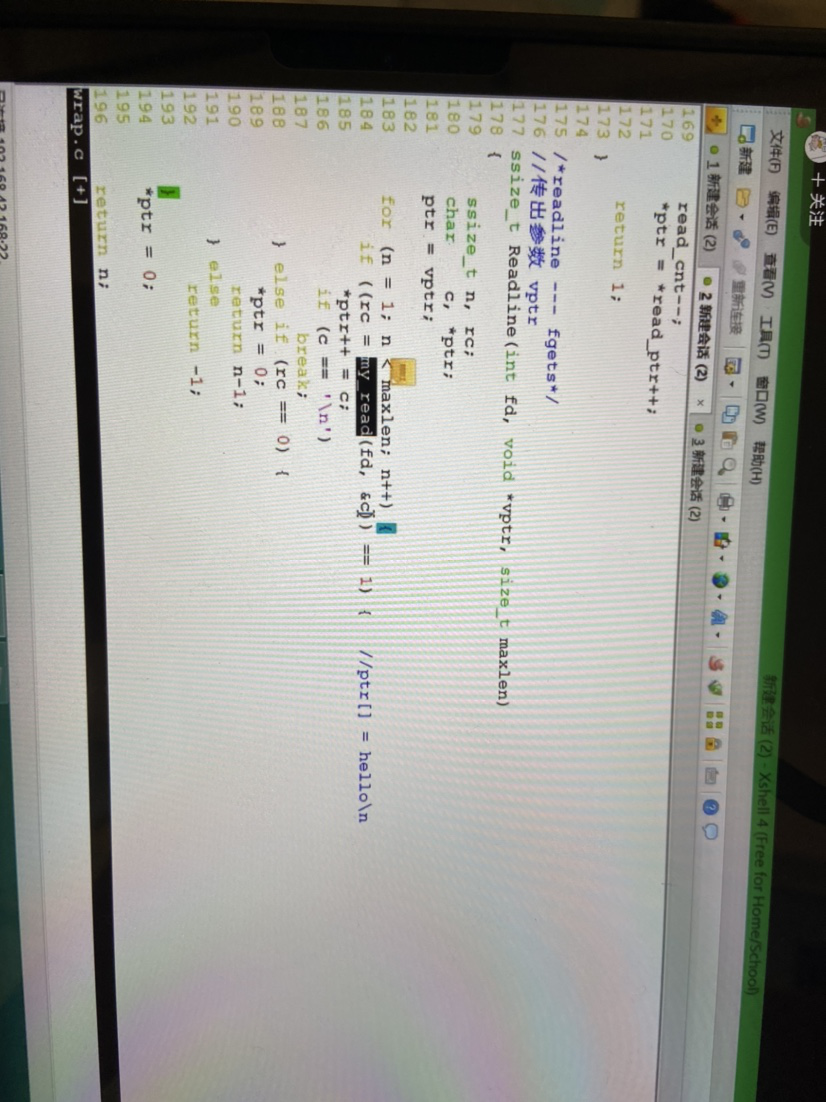 + 关注
新建会话 (2) - Xshell 4 (Free for Home/School)
文件(F) 编辑(E) 查看(V) 工具(T) 窗口(W) 帮助(H)
新建 重新连接
1 新建会话 (2) 2 新建会话 (2) × 3 新建会话 (2)
169 read_cnt--;
170 *ptr = *read_ptr++;
171
172 return 1;
173 }
174
175 /*readline --- fgets*/
176 //传出参数 vptr
177 ssize_t Readline(int fd, void *vptr, size_t maxlen)
178 {
179 ssize_t n, rc;
180 char c, *ptr;
181 ptr = vptr;
182
183 for (n = 1; n < maxlen; n++) {
184 if ((rc = my_read(fd, &c)) == 1) { //ptr[] = hello\n
185 *ptr++ = c;
186 if (c == '\n')
187 break;
188 } else if (rc == 0) {
189 *ptr = 0;
190 return n-1;
191 } else
192 return -1;
193 }
194 *ptr = 0;
195
196 return n;
wrap.c [+]